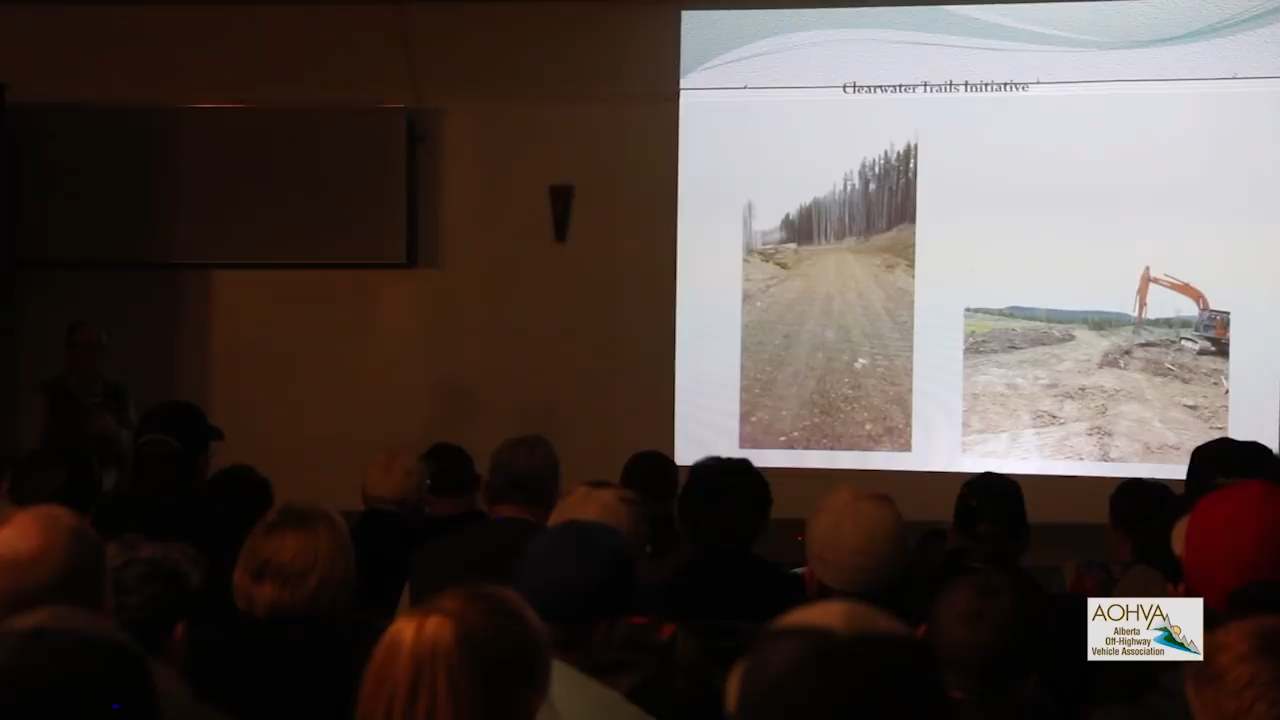 Clearwater Trails Initiative
AOHVA
Alberta
Off-Highway
Vehicle Association